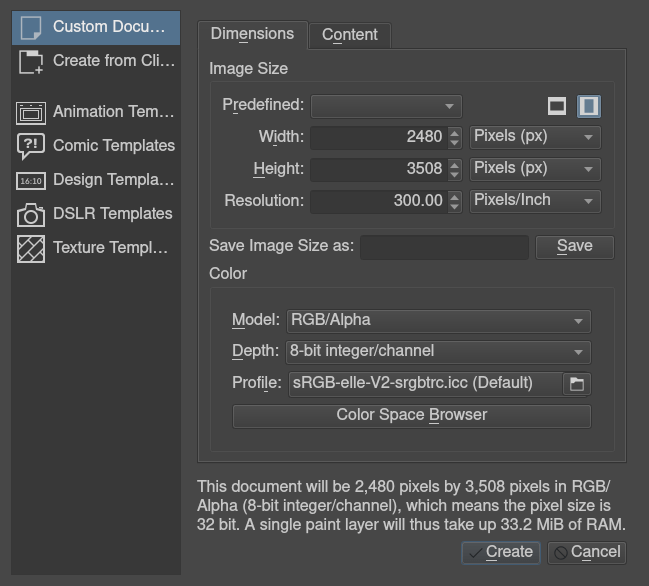 Custom Docu...
Create from Cli...
Animation Tem...
?!
Comic Templates
16:10
Design Templa...
DSLR Templates
Texture Templ...
Dimensions
Content
Image Size
Predefined:
Width: 2480 Pixels (px)
Height: 3508 Pixels (px)
Resolution: 300.00 Pixels/Inch
Save Image Size as: Save
Color
Model: RGB/Alpha
Depth: 8-bit integer/channel
Profile: sRGB-elle-V2-srgbtrc.icc (Default)
Color Space Browser
This document will be 2,480 pixels by 3,508 pixels in RGB/
Alpha (8-bit integer/channel), which means the pixel size is
32 bit. A single paint layer will thus take up 33.2 MiB of RAM.
Create
Cancel